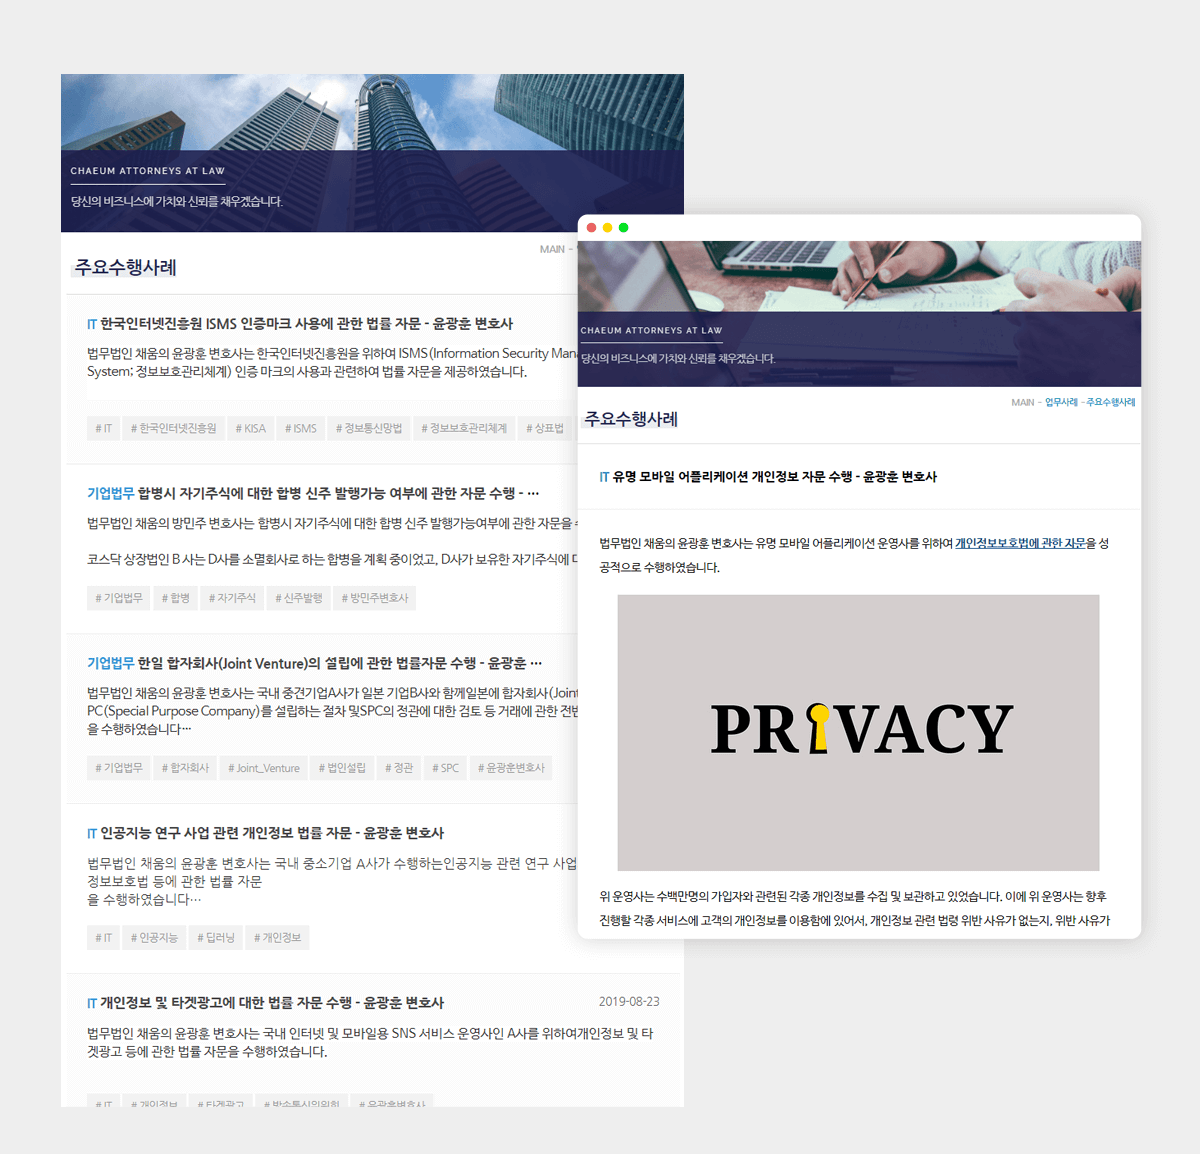 CHAEUM ATTORNEYS AT LAW
당신의 비즈니스에 가치와 신뢰를 채우겠습니다.
MAIN -
주요수행사례
IT 한국인터넷진흥원 ISMS 인증마크 사용에 관한 법률 자문 - 윤광훈 변호사
법무법인 채움의 윤광훈 변호사는 한국인터넷진흥원을 위하여 ISMS(Information Security
System; 정보보호관리체계) 인증 마크의 사용과 관련하여 법률 자문을 제공하였습니다.
# IT # 한국인터넷진흥원 # KISA # ISMS # 정보통신망법 # 정보보호관리체계 # 상표법
기업법무 합병시 자기주식에 대한 합병 신주 발행가능 여부에 관한 자문 수행 - ···
법무법인 채움의 방민주 변호사는 합병시 자기주식에 대한 합병 신주 발행가능여부에 관한 자문을
코스닥 상장법인 B 사는 D사를 소멸회사로 하는 합병을 계획 중이었고, D사가 보유한 자기주식에
# 기업법무 # 합병 # 자기주식 # 신주발행 # 방민주변호사
기업법무 한일 합자회사(Joint Venture)의 설립에 관한 법률자문 수행 - 윤광훈 ···
법무법인 채움의 윤광훈 변호사는 국내 중견기업A사가 일본 기업B사와 함께일본에 합자회사(Joint
PC(Special Purpose Company)를 설립하는 절차 및SPC의 정관에 대한 검토 등 거래에 관한
을 수행하였습니다···
# 기업법무 # 합자회사 # Joint_Venture # 법인설립 # 정관 # SPC # 윤광훈변호사
IT 인공지능 연구 사업 관련 개인정보 법률 자문 - 윤광훈 변호사
법무법인 채움의 윤광훈 변호사는 국내 중소기업 A사가 수행하는인공지능 관련 연구 사업
정보보호법 등에 관한 법률 자문
을 수행하였습니다···
# IT # 인공지능 # 딥러닝 # 개인정보
IT 개인정보 및 타겟광고에 대한 법률 자문 수행 - 윤광훈 변호사 2019-08-23
법무법인 채움의 윤광훈 변호사는 국내 인터넷 및 모바일용 SNS 서비스 운영사인 A사를 위하여개인정보 및 타
겟광고 등에 관한 법률 자문을 수행하였습니다.
# IT # 개인정보 # 타겟광고 # 방송통신위원회 # 윤광훈변호사
CHAEUM ATTORNEYS AT LAW
당신의 비즈니스에 가치와 신뢰를 채우겠습니다.
MAIN - 업무사례 - 주요수행사례
주요수행사례
IT 유명 모바일 어플리케이션 개인정보 자문 수행 - 윤광훈 변호사
법무법인 채움의 윤광훈 변호사는 유명 모바일 어플리케이션 운영사를 위하여 개인정보보호법에 관한 자문을 성
공적으로 수행하였습니다.
PRIVACY
위 운영사는 수백만명의 가입자와 관련된 각종 개인정보를 수집 및 보관하고 있었습니다. 이에 위 운영사는 향후
진행할 각종 서비스에 고객의 개인정보를 이용함에 있어서, 개인정보 관련 법령 위반 사유가 없는지, 위반 사유가